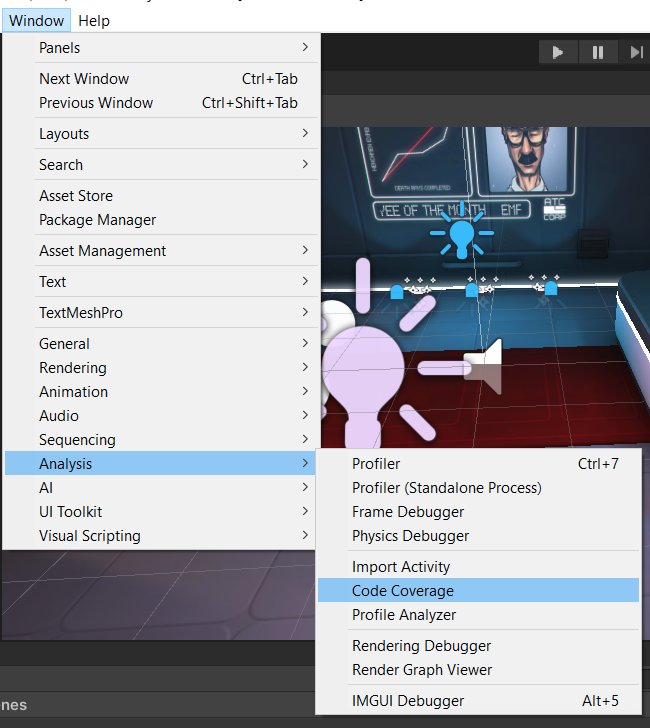 Window Help
Panels
Next Window Ctrl+Tab
Previous Window Ctrl+Shift+Tab
Layouts
Search
Asset Store
Package Manager
Asset Management
Text
TextMeshPro
General
Rendering
Animation
Audio
Sequencing
Analysis
AI
UI Toolkit
Visual Scripting
Profiler Ctrl+7
Profiler (Standalone Process)
Frame Debugger
Physics Debugger
Import Activity
Code Coverage
Profile Analyzer
Rendering Debugger
Render Graph Viewer
IMGUI Debugger Alt+5
DEATH RAYS COMPLETED
YEE OF THE MONTH EMF
ATC
CORP
nes